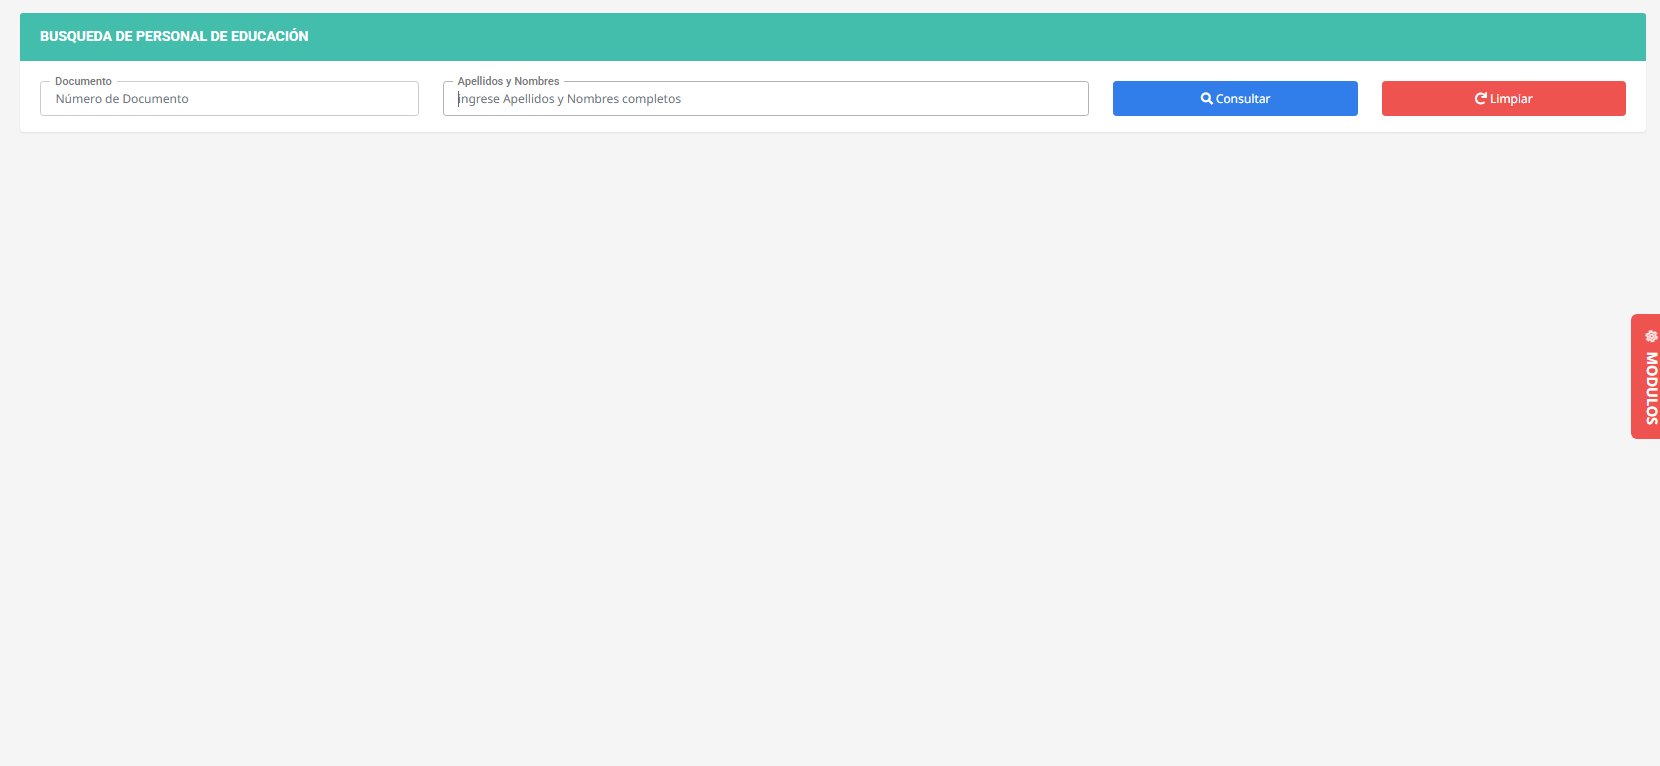 BUSQUEDA DE PERSONAL DE EDUCACIÓN
Documento
Número de Documento
Apellidos y Nombres
Ingrese Apellidos y Nombres completos
Consultar
Limpiar
MODULOS